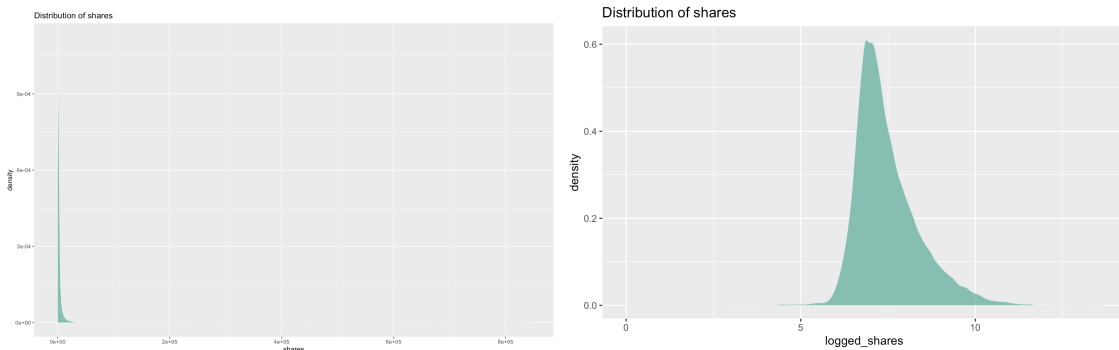 Distribution of shares
9e-04
6e-04
3e-04
0e+00
density
0e+00 2e+05 4e+05 6e+05 8e+05
shares
Distribution of shares
0.6
0.4
0.2
0.0
density
0 5 10
logged_shares